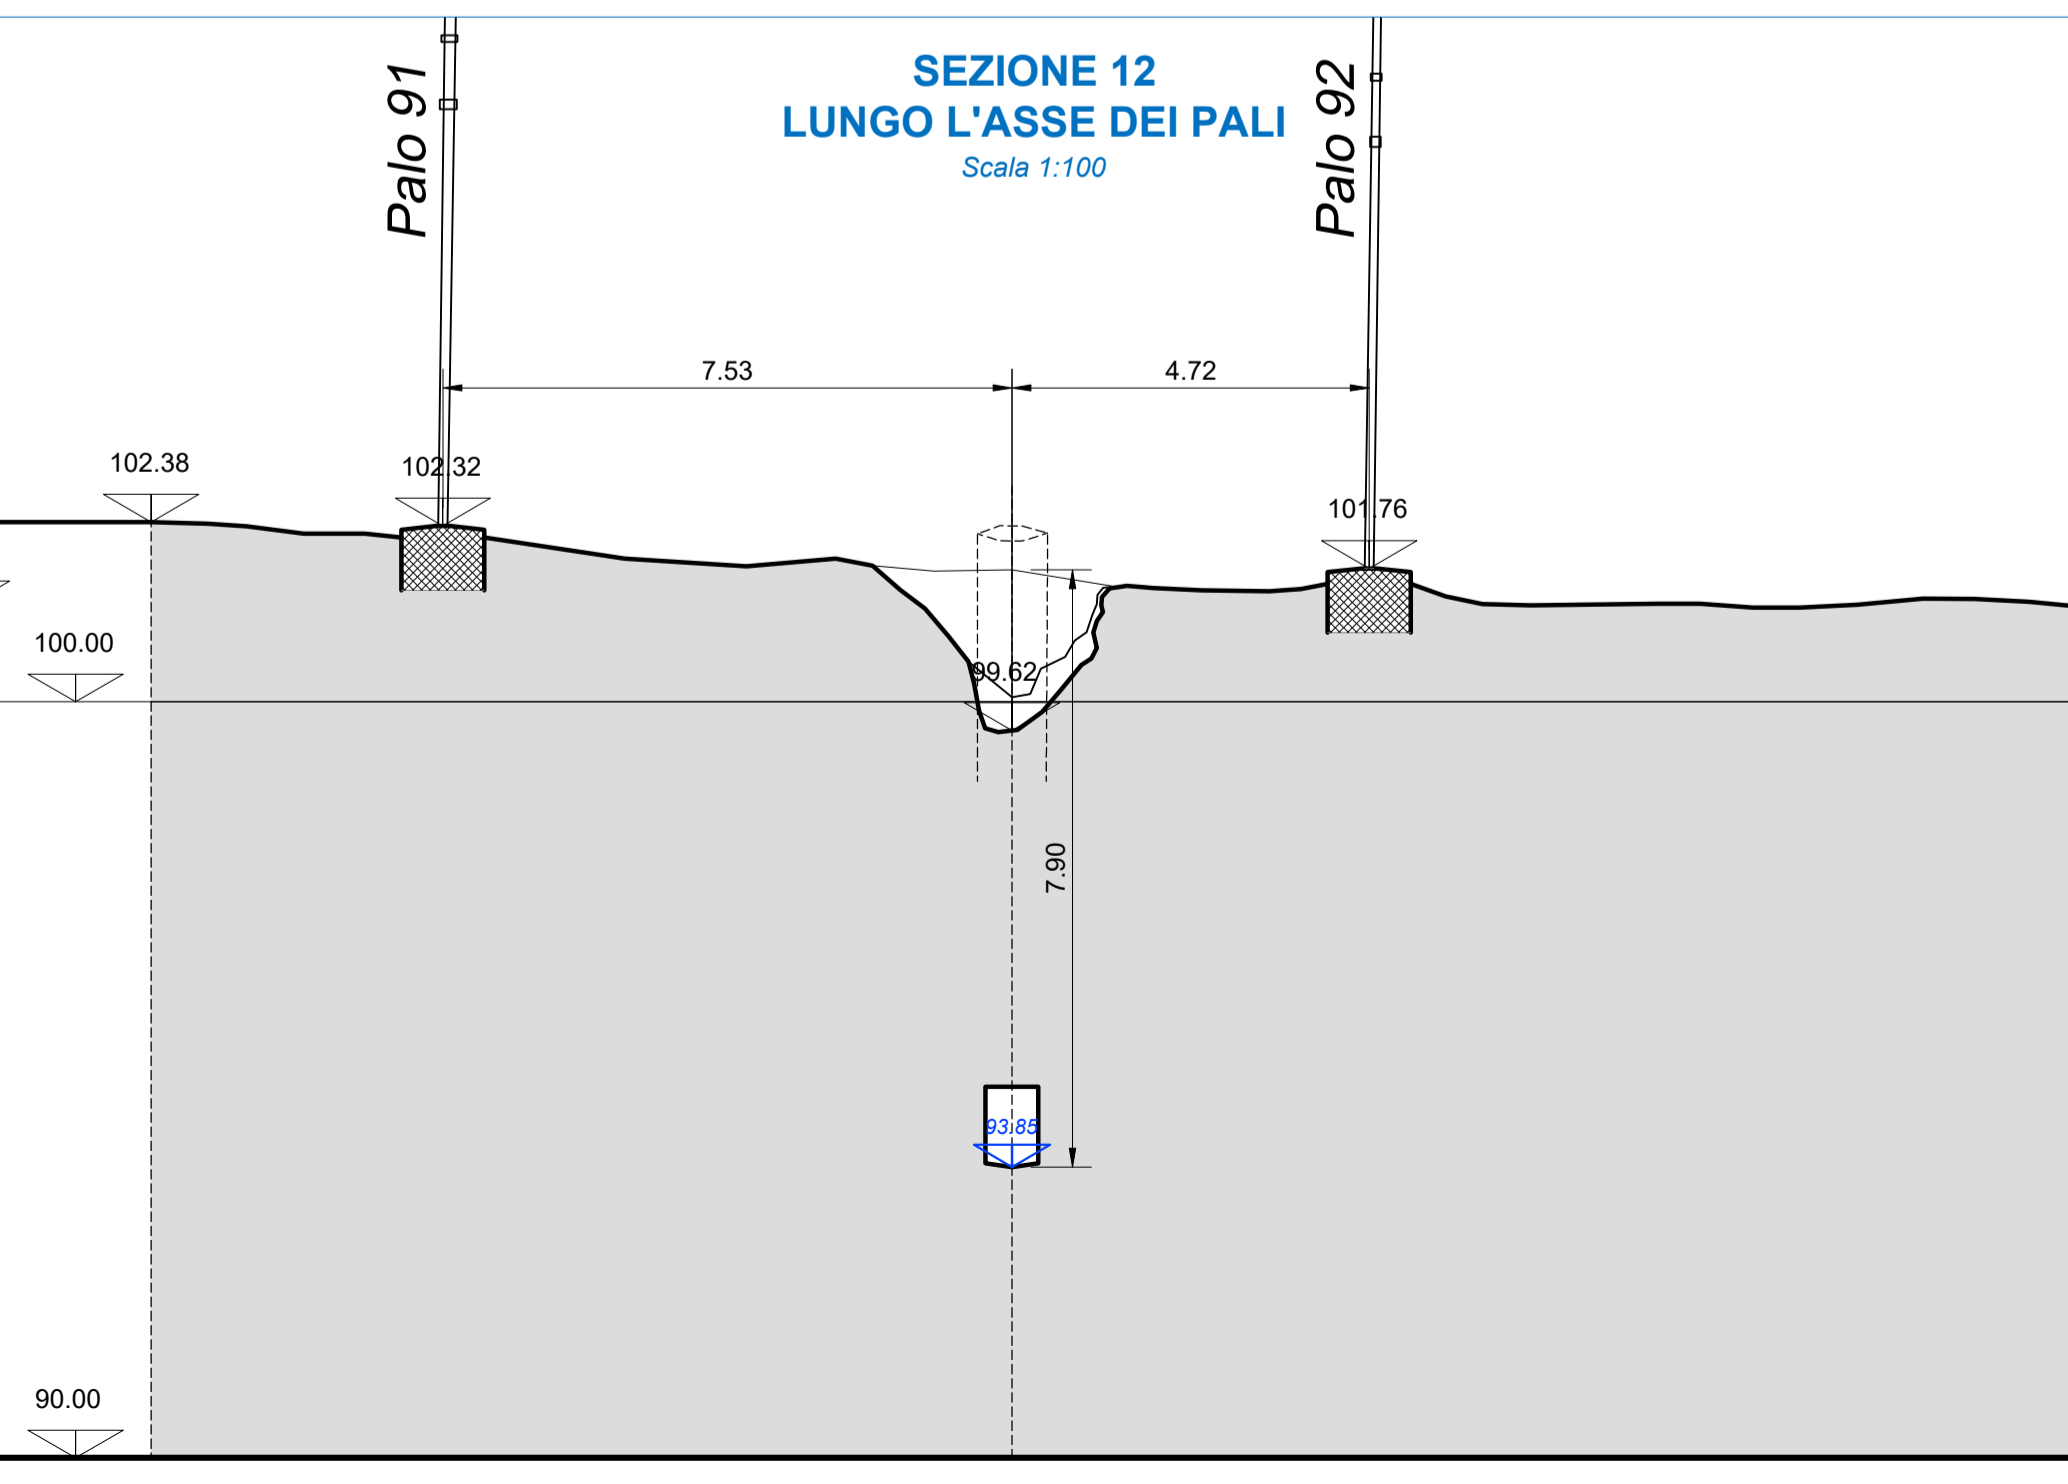 SEZIONE 12
LUNGO L'ASSE DEI PALI
Scala 1:100
Palo 91
Palo 92
7.53
4.72
102.38
102.32
101.76
100.00
99.62
7.90
93.85
90.00